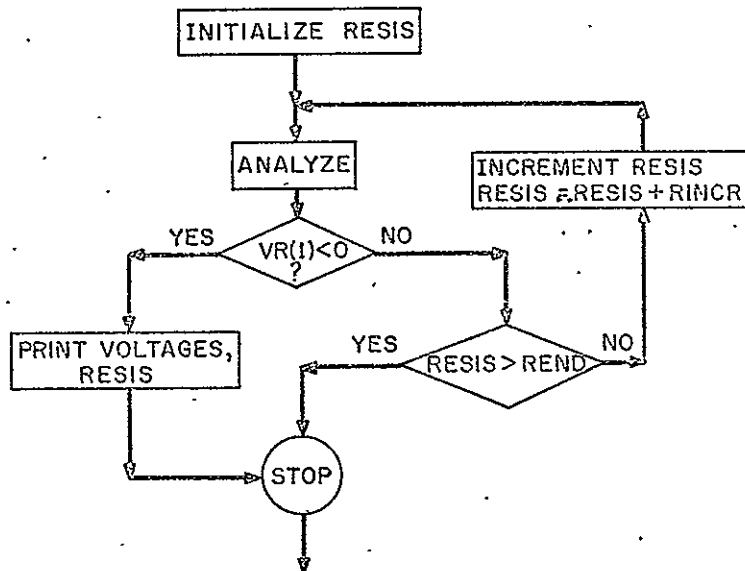 INITIALIZE RESIS
ANALYZE
INCREMENT RESIS
RESIS = RESIS + RINCR
YES
VR(1)<0
?
NO
PRINT VOLTAGES,
RESIS
YES
RESIS > REND
NO
STOP